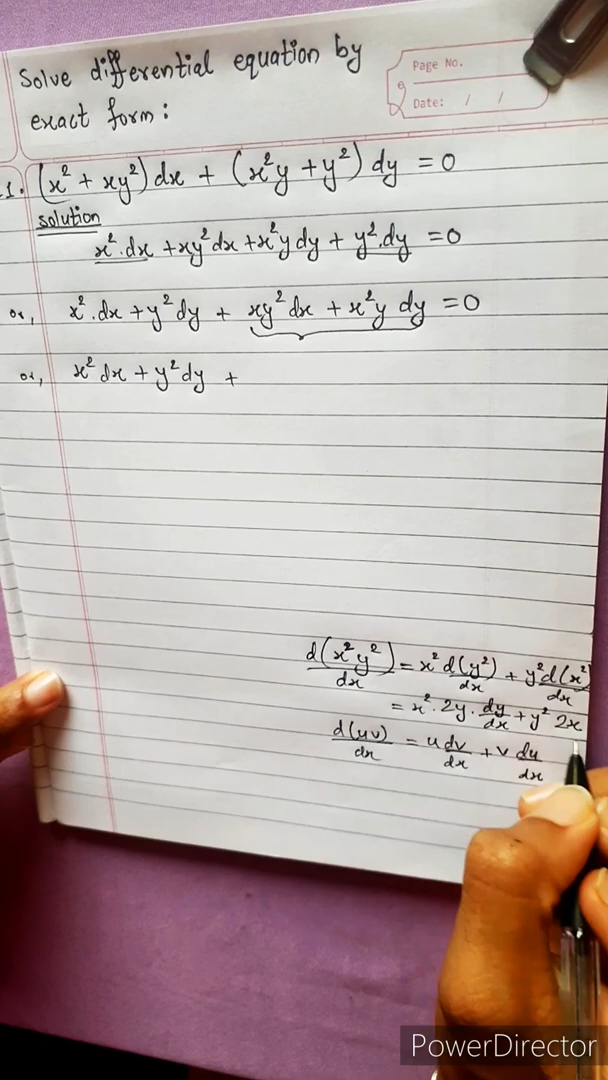 Solve differential equation by
exact form:
Page No.
Date: / /
1. (x² + xy²) dx + (x²y + y²) dy = 0
solution
x².dx + xy²dx + x²y dy + y².dy = 0
or, x².dx + y²dy + xy²dx + x²y dy = 0
or, x²dx + y²dy +
d(x²y²)/dx = x² d(y²)/dx + y² d(x²)/dx
= x².2y.dy/dx + y² 2x
d(uv)/dx = u dv/dx + v du/dx
PowerDirector